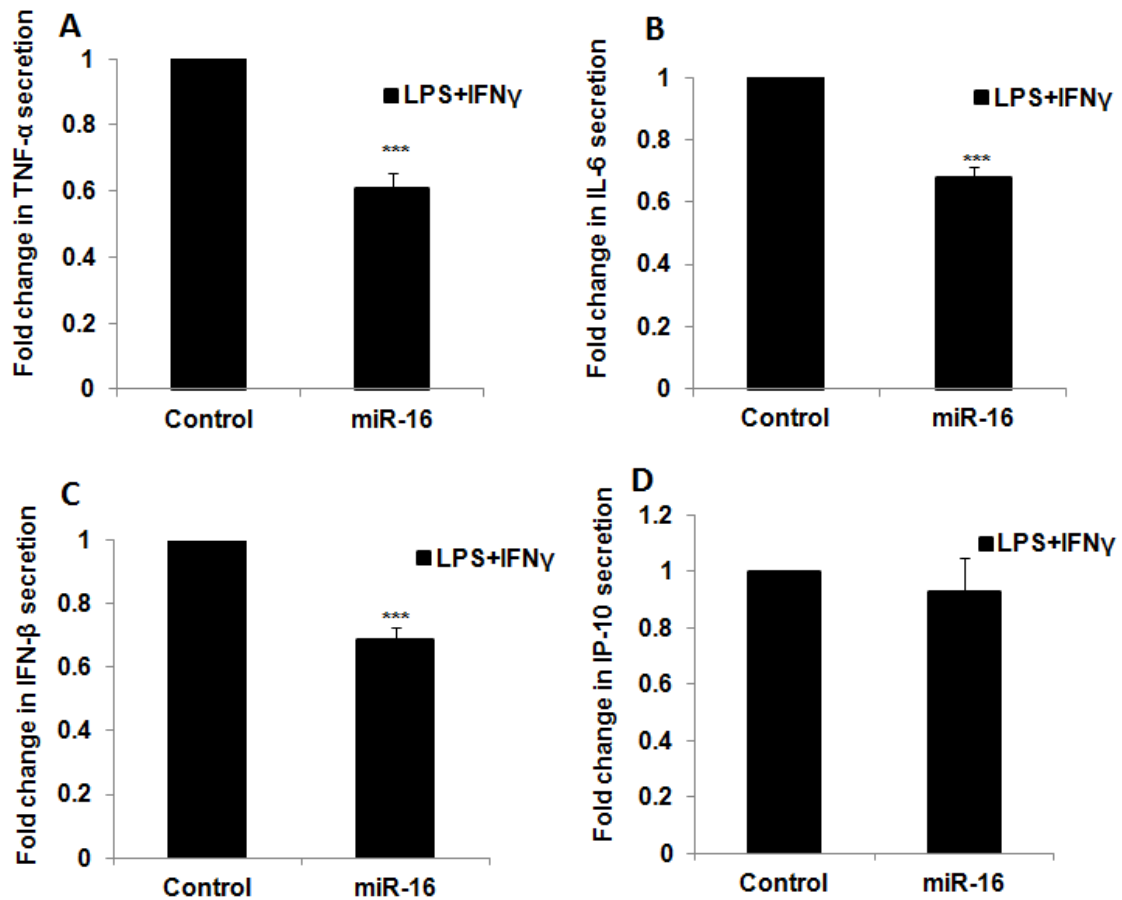 A
Fold change in TNF-α secretion
1
0.8
0.6
0.4
0.2
0
LPS+IFNγ
***
Control
miR-16
B
Fold change in IL-6 secretion
1
0.8
0.6
0.4
0.2
0
LPS+IFNγ
***
Control
miR-16
C
Fold change in IFN-β secretion
1
0.8
0.6
0.4
0.2
0
LPS+IFNγ
***
Control
miR-16
D
Fold change in IP-10 secretion
1.2
1
0.8
0.6
0.4
0.2
0
LPS+IFNγ
Control
miR-16